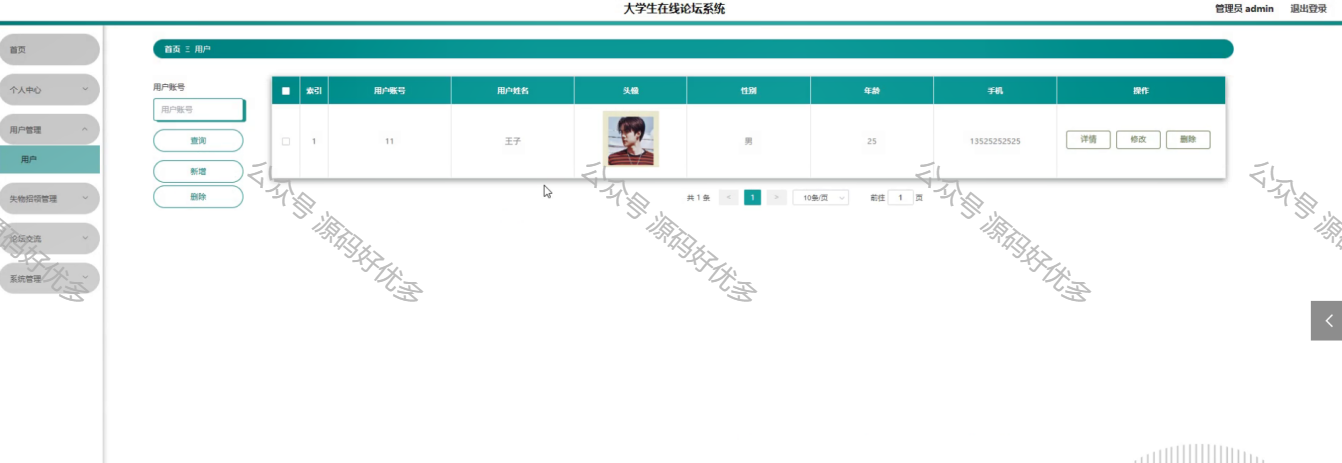 大学生在线论坛系统
管理员 admin 退出登录
首页
个人中心
用户管理
用户
失物招领管理
论坛交流
系统管理
首页 Ξ 用户
用户账号
用户账号
查询
新增
删除
索引 用户账号 用户姓名 头像 性别 年龄 手机 操作
1 11 王子 男 25 13525252525 详情 修改 删除
共 1 条 < 1 > 10条/页 前往 1 页
公众号 源码好优多
公众号 源码好优多
公众号 源码好优多
公众号 源码
源码好优多